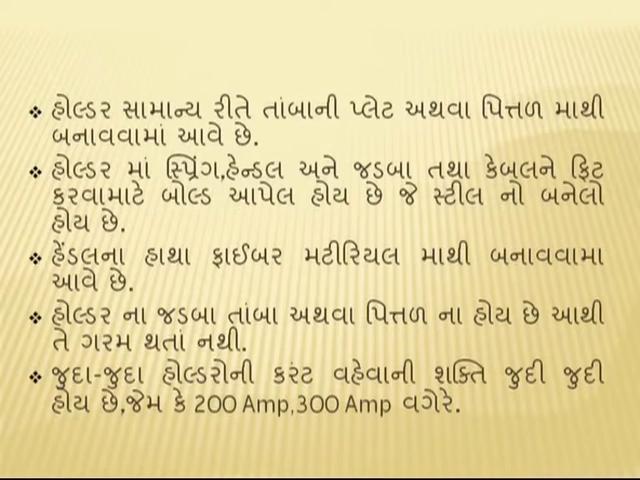 ❖ હોલ્ડર સામાન્ય રીતે તાંબાની પ્લેટ અથવા પિત્તળ માથી
બનાવવામાં આવે છે.
❖ હોલ્ડર માં સ્પ્રિંગ,હેન્ડલ અને જડબા તથા કેબલને ફિટ
કરવામાટે બોલ્ડ આપેલ હોય છે જે સ્ટીલ નો બનેલો
હોય છે.
❖ હેંડલના હાથા ફાઈબર મટીરિયલ માથી બનાવવામા
આવે છે.
❖ હોલ્ડર ના જડબા તાંબા અથવા પિત્તળ ના હોય છે આથી
તે ગરમ થતાં નથી.
❖ જુદા-જુદા હોલ્ડરોની કરંટ વહેવાની શક્તિ જુદી જુદી
હોય છે,જેમ કે 200 Amp,300 Amp વગેરે.